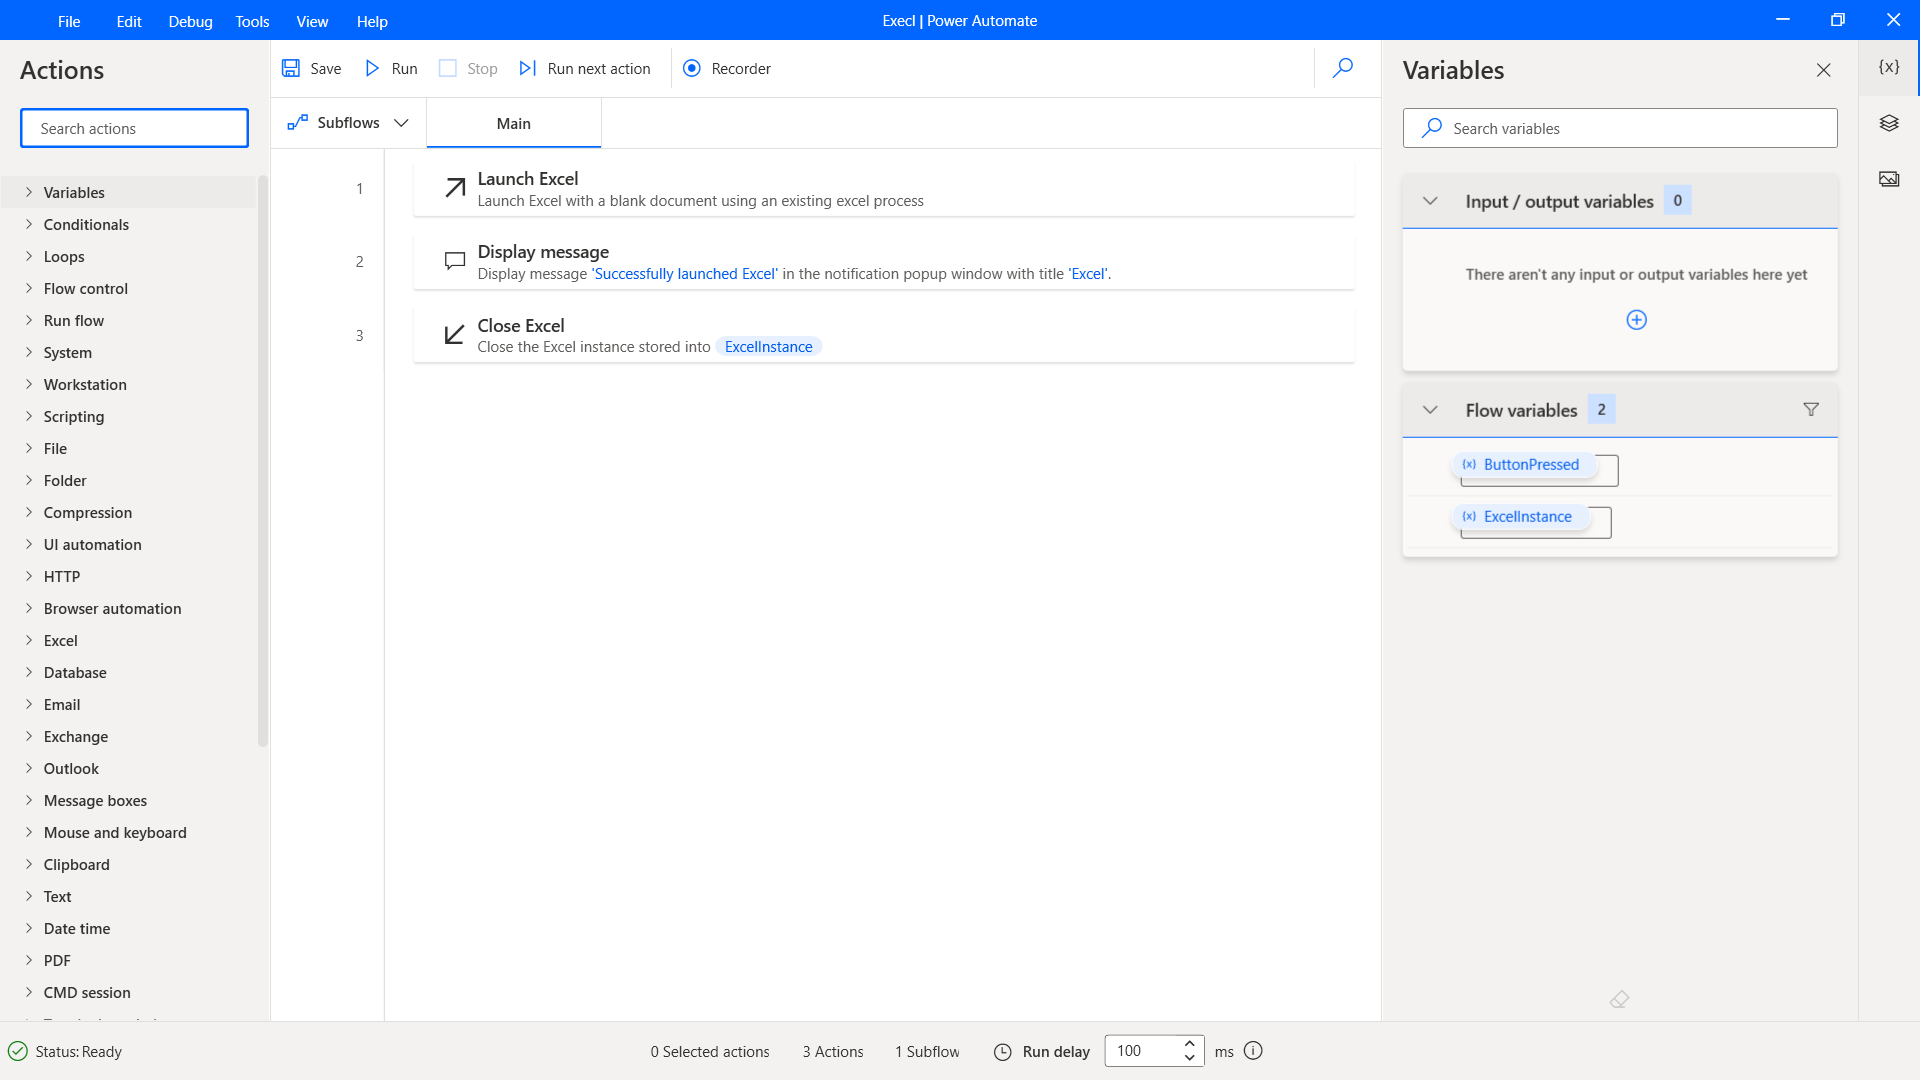 File Edit Debug Tools View Help
Execl | Power Automate
Actions
Search actions
Variables
Conditionals
Loops
Flow control
Run flow
System
Workstation
Scripting
File
Folder
Compression
UI automation
HTTP
Browser automation
Excel
Database
Email
Exchange
Outlook
Message boxes
Mouse and keyboard
Clipboard
Text
Date time
PDF
CMD session
Save Run Stop Run next action Recorder
Subflows Main
1 Launch Excel
Launch Excel with a blank document using an existing excel process
2 Display message
Display message 'Successfully launched Excel' in the notification popup window with title 'Excel'.
3 Close Excel
Close the Excel instance stored into ExcelInstance
Variables
Search variables
Input / output variables 0
There aren't any input or output variables here yet
Flow variables 2
{x} ButtonPressed
{x} ExcelInstance
{x}
Status: Ready
0 Selected actions 3 Actions 1 Subflow Run delay 100 ms